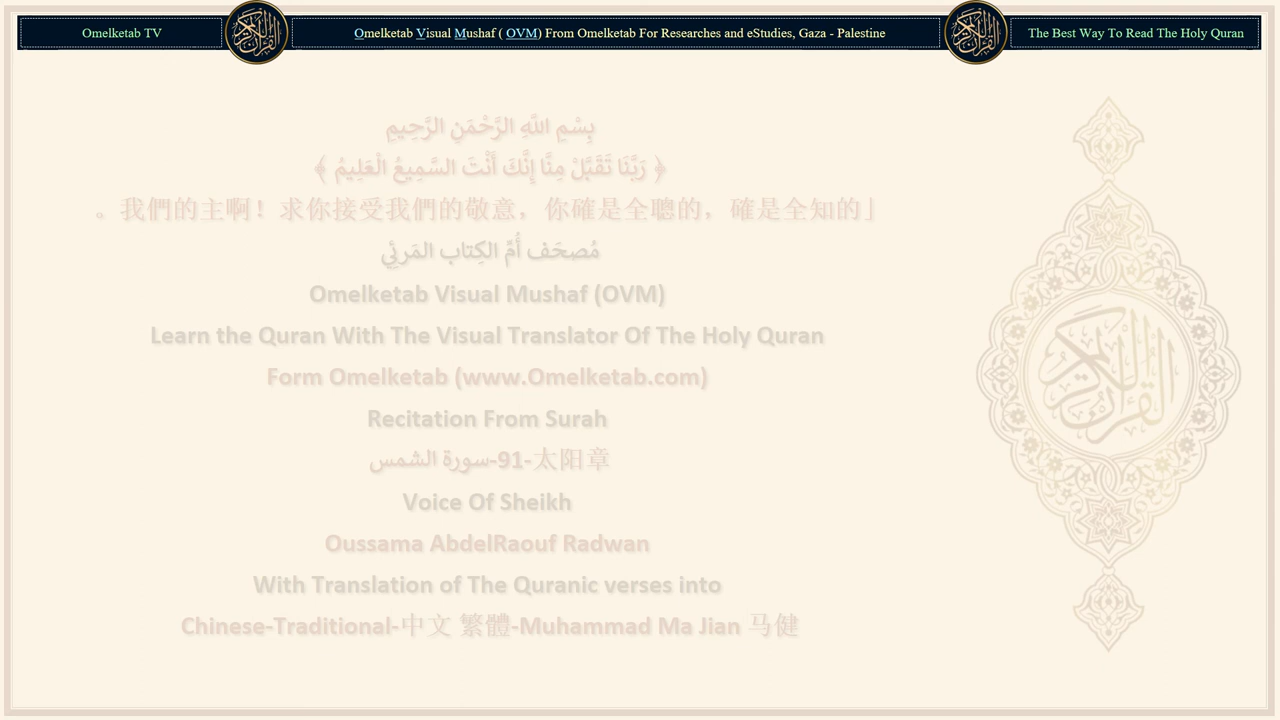 Omelketab TV
Omelketab Visual Mushaf ( OVM) From Omelketab For Researches and eStudies, Gaza - Palestine
The Best Way To Read The Holy Quran
بِسْمِ اللَّهِ الرَّحْمَنِ الرَّحِيمِ
﴿ رَبَّنَا تَقَبَّلْ مِنَّا إِنَّكَ أَنْتَ السَّمِيعُ الْعَلِيمُ ﴾
。我們的主啊！求你接受我們的敬意，你確是全聰的，確是全知的」
مُصحَف أُمّ الكِتاب المَرئِي
Omelketab Visual Mushaf (OVM)
Learn the Quran With The Visual Translator Of The Holy Quran
Form Omelketab (www.Omelketab.com)
Recitation From Surah
سورة الشمس-91-太阳章
Voice Of Sheikh
Oussama AbdelRaouf Radwan
With Translation of The Quranic verses into
Chinese-Traditional-中文 繁體-Muhammad Ma Jian 马健